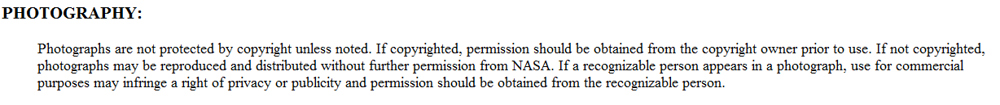 PHOTOGRAPHY:
Photographs are not protected by copyright unless noted. If copyrighted, permission should be obtained from the copyright owner prior to use. If not copyrighted,
photographs may be reproduced and distributed without further permission from NASA. If a recognizable person appears in a photograph, use for commercial
purposes may infringe a right of privacy or publicity and permission should be obtained from the recognizable person.